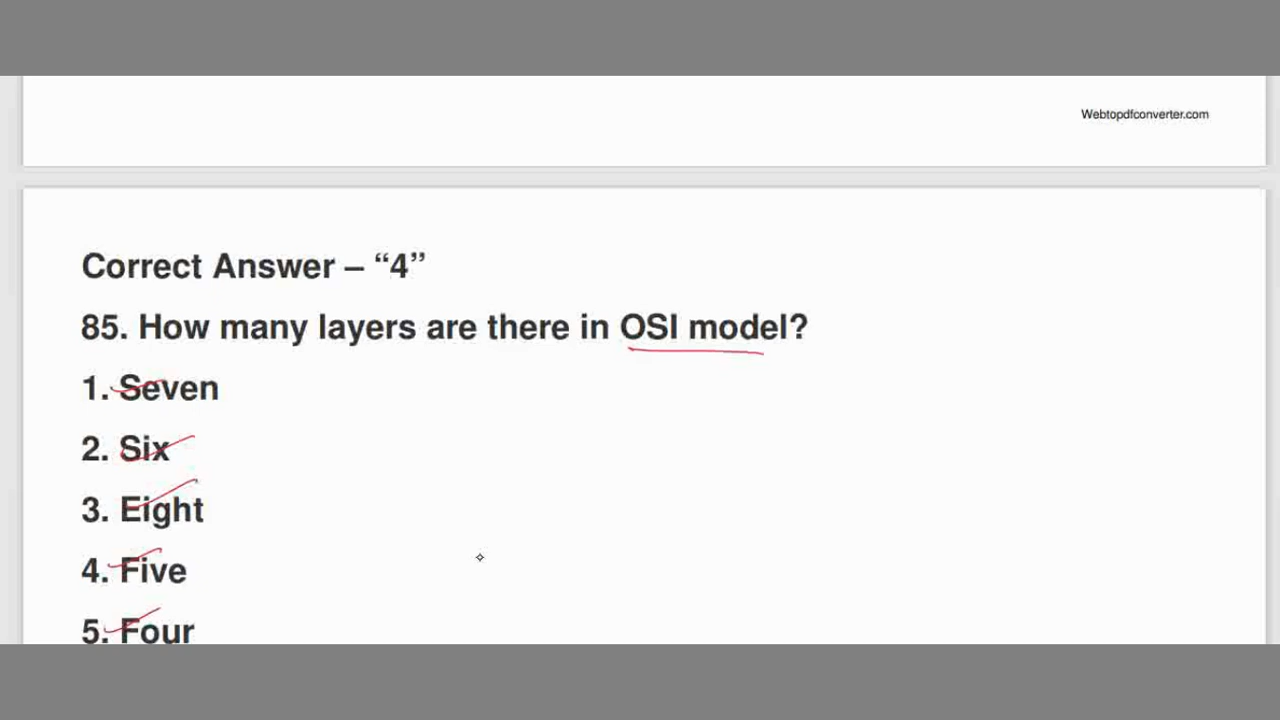 Webtopdfconverter.com
Correct Answer – “4”
85. How many layers are there in OSI model?
1. Seven
2. Six
3. Eight
4. Five
5. Four